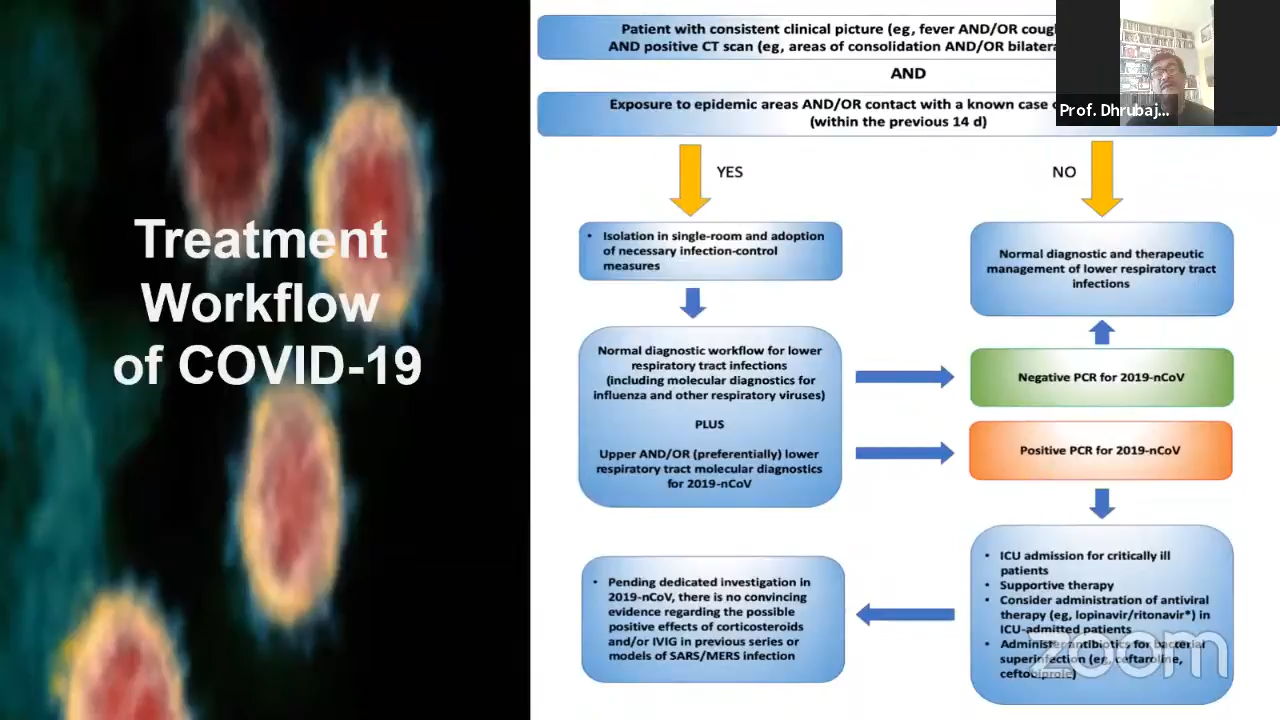 Treatment
Workflow
of COVID-19
Patient with consistent clinical picture (eg, fever AND/OR
AND positive CT scan (eg, areas of consolidation AND/OR
AND
Exposure to epidemic areas AND/OR contact with a known case
(within the previous 14 d)
Prof. Dhrubaj...
YES
NO
• Isolation in single-room and adoption
of necessary infection-control
measures
Normal diagnostic and therapeutic
management of lower respiratory tract
infections
Normal diagnostic workflow for lower
respiratory tract infections
(including molecular diagnostics for
influenza and other respiratory viruses)
PLUS
Upper AND/OR (preferentially) lower
respiratory tract molecular diagnostics
for 2019-nCoV
Negative PCR for 2019-nCoV
Positive PCR for 2019-nCoV
• ICU admission for critically ill
patients
• Supportive therapy
• Consider administration of antiviral
therapy (eg, lopinavir/ritonavir*) in
ICU-admitted patients
• Administer antibiotics for bacterial
superinfection (eg, ceftaroline,
ceftobiprole)
• Pending dedicated investigation in
2019-nCoV, there is no convincing
evidence regarding the possible
positive effects of corticosteroids
and/or IVIG in previous series or
models of SARS/MERS infection
zoom